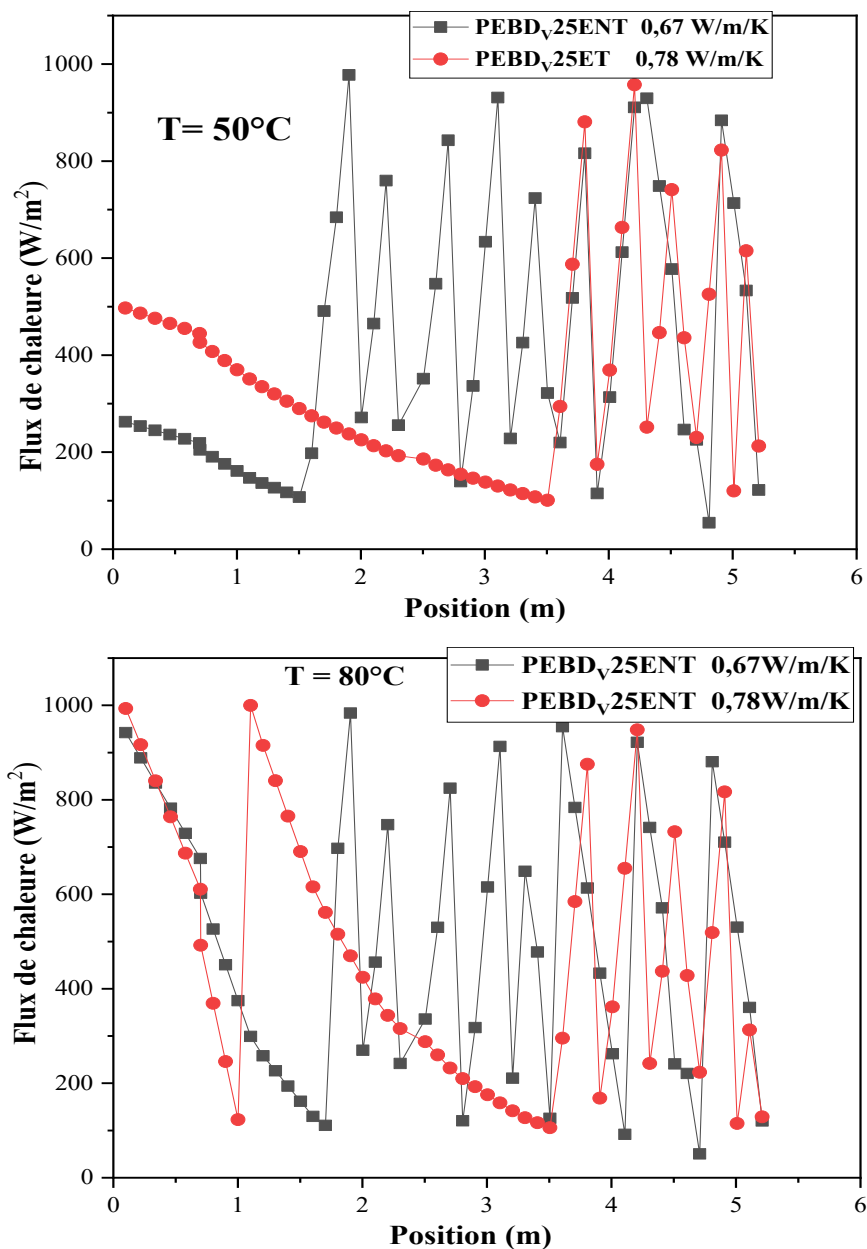 PEBDV25ENT 0,67 W/m/K
PEBDV25ET 0,78 W/m/K
T= 50°C
Flux de chaleure (W/m²)
1000
800
600
400
200
0
0 1 2 3 4 5 6
Position (m)
PEBDV25ENT 0,67W/m/K
PEBDV25ENT 0,78W/m/K
T = 80°C
Flux de chaleure (W/m²)
1000
800
600
400
200
0
0 1 2 3 4 5 6
Position (m)